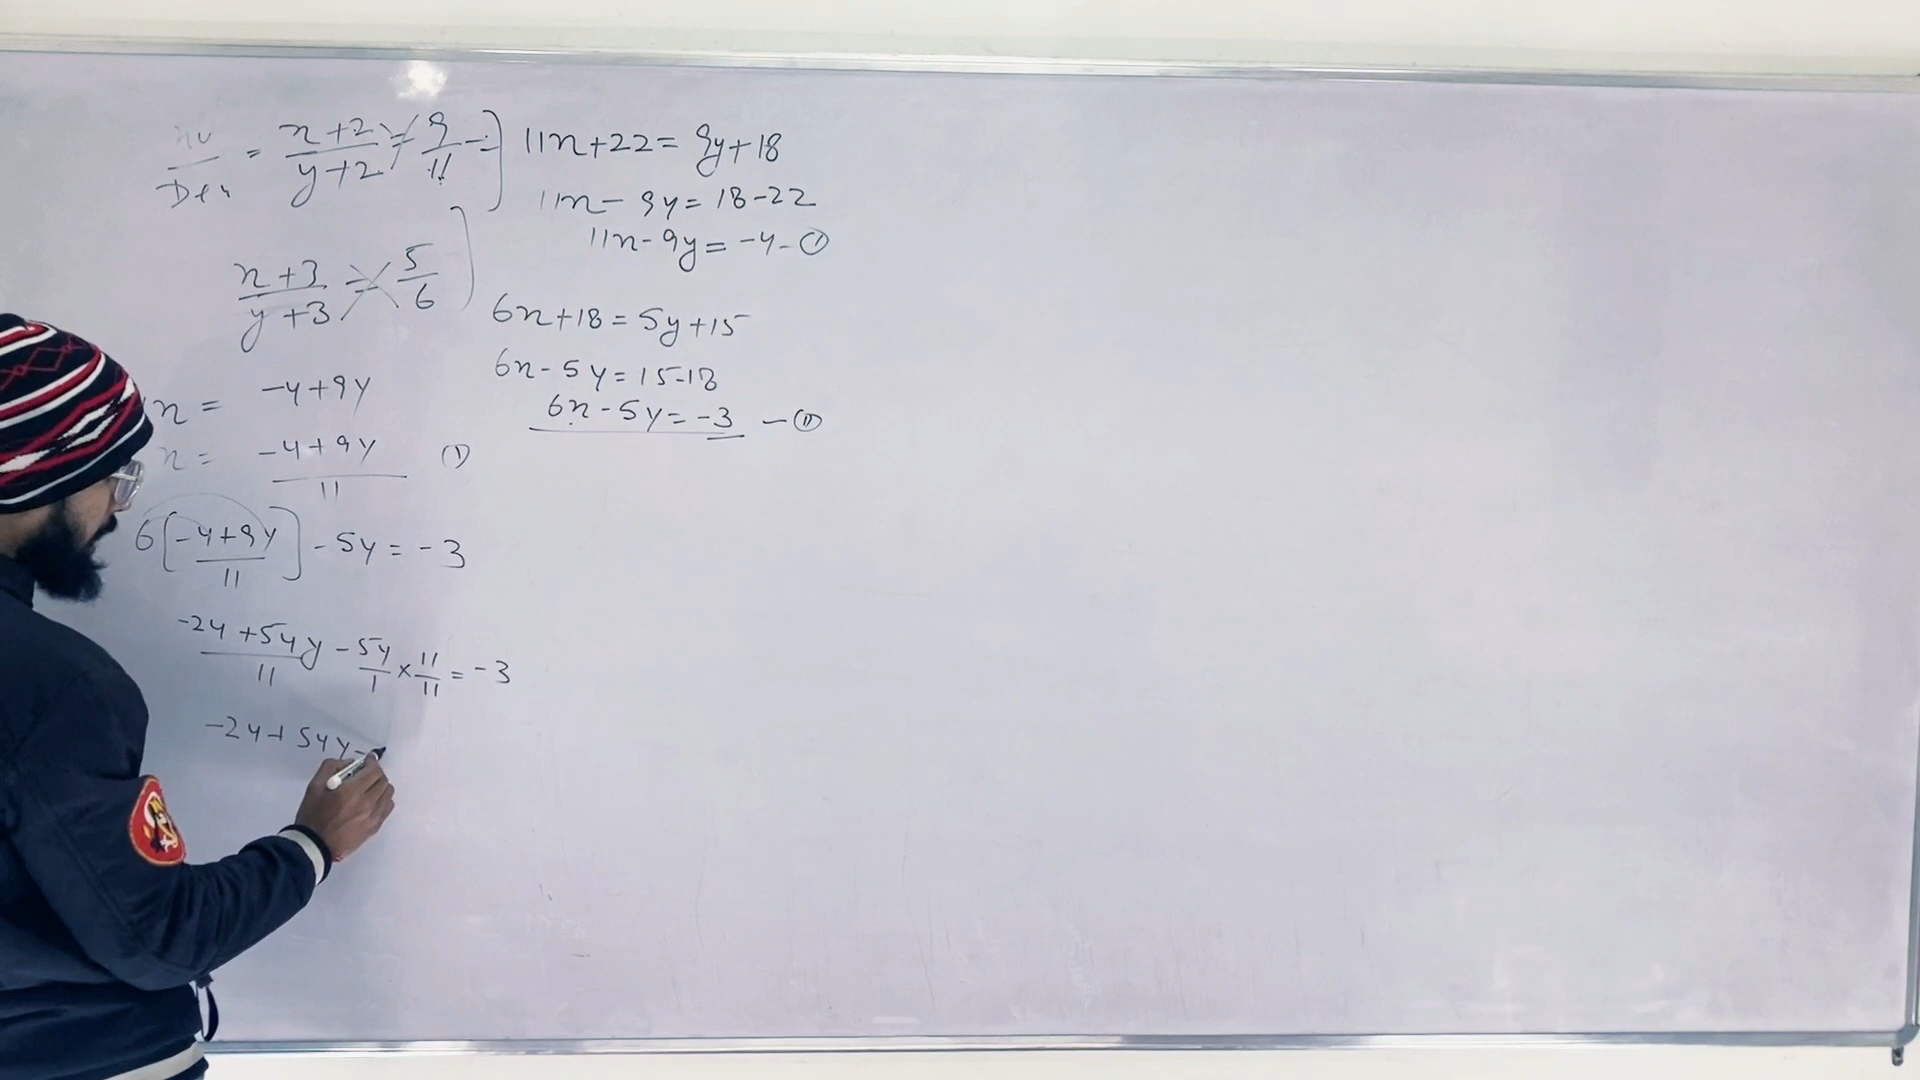 Nu/Den = x+2/y+2 = 9/11 -
x+3/y+3 = 5/6
x = -4+9y
x = -4+9y/11 (1)
6[-4+9y/11] - 5y = -3
-24+54y/11 - 5y/1 × 11/11 = -3
-24+54y-
11x+22 = 9y+18
11x-9y = 18-22
11x-9y = -4 - (1)
6x+18 = 5y+15
6x-5y = 15-18
6x-5y = -3 - (11)